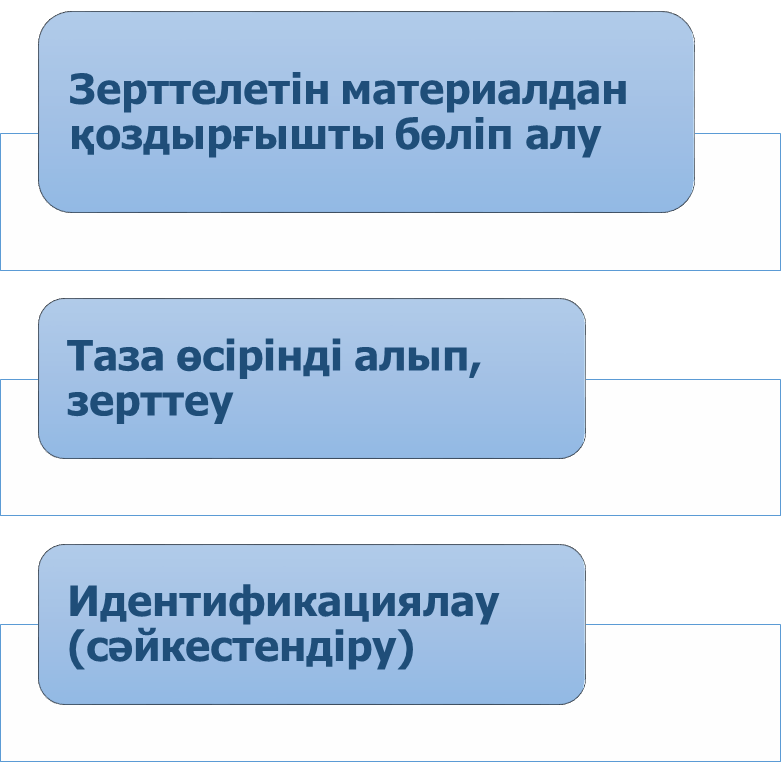 Зерттелетін материалдан
қоздырғышты бөліп алу
Таза өсірінді алып,
зерттеу
Идентификациялау
(сәйкестендіру)